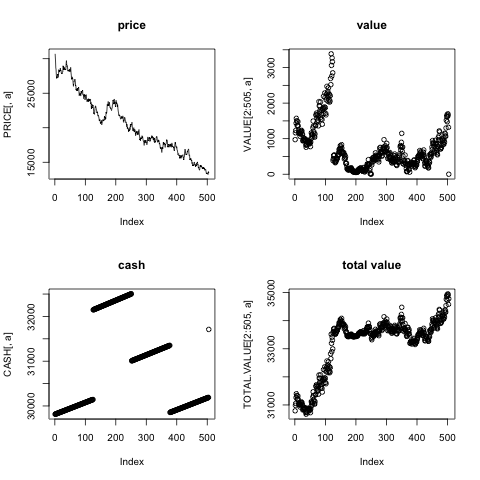 price
PRICE[, a]
15000 25000
0 100 200 300 400 500
Index
value
VALUE[2:505, a]
0 1000 2000 3000
0 100 200 300 400 500
Index
cash
CASH[, a]
30000 31000 32000
0 100 200 300 400 500
Index
total value
TOTAL.VALUE[2:505, a]
31000 33000 35000
0 100 200 300 400 500
Index